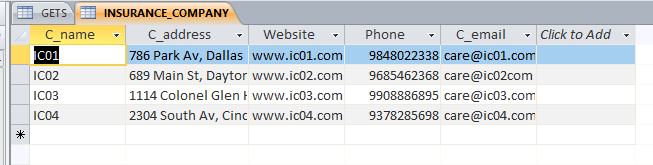 GETS INSURANCE_COMPANY
C_name C_address Website Phone C_email Click to Add
IC01 786 Park Av, Dallas www.ic01.com 9848022338 care@ic01.com
IC02 689 Main St, Dayton www.ic02.com 9685462368 care@ic02com
IC03 1114 Colonel Glen www.ic03.com 9908886895 care@ic03.com
IC04 2304 South Av, Cinc www.ic04.com 9378285698 care@ic04.com